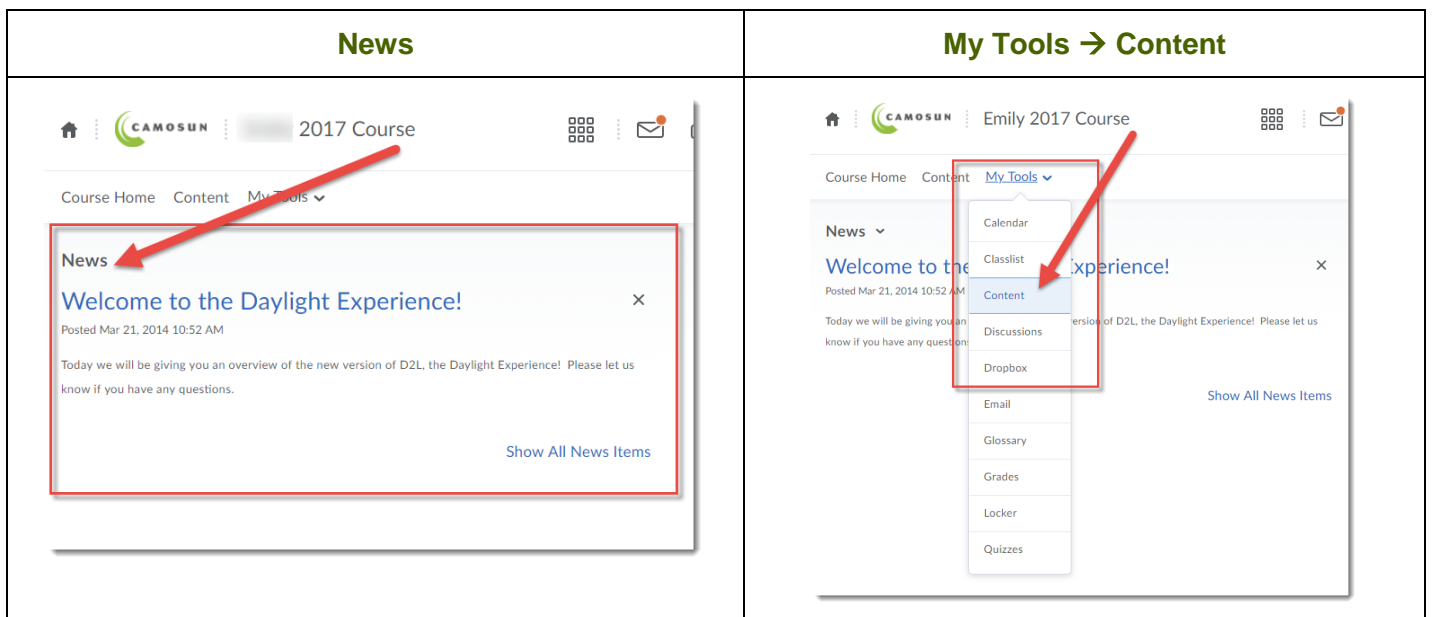 News
My Tools → Content
CAMOSUN
2017 Course
Course Home Content My Tools
News
Welcome to the Daylight Experience!
Posted Mar 21, 2014 10:52 AM
Today we will be giving you an overview of the new version of D2L, the Daylight Experience! Please let us
know if you have any questions.
Show All News Items
CAMOSUN
Emily 2017 Course
Course Home Content My Tools
News
Welcome to the xperience!
Posted Mar 21, 2014 10:52 AM
Today we will be giving you an ersion of D2L, the Daylight Experience! Please let us
know if you have any question
Show All News Items
Calendar
Classlist
Content
Discussions
Dropbox
Email
Glossary
Grades
Locker
Quizzes